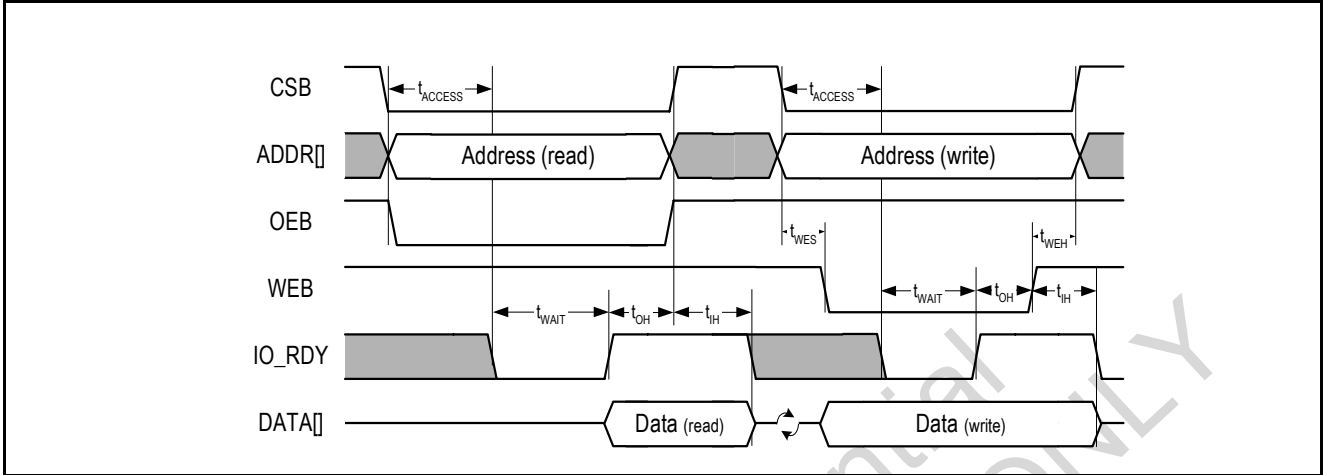 CSB
tACCESS
tACCESS
ADDR[]
Address (read)
Address (write)
OEB
tWES
tWEH
WEB
tWAIT
tOH
tIH
tWAIT
tOH
tIH
IO_RDY
DATA[]
Data (read)
Data (write)
ONLY